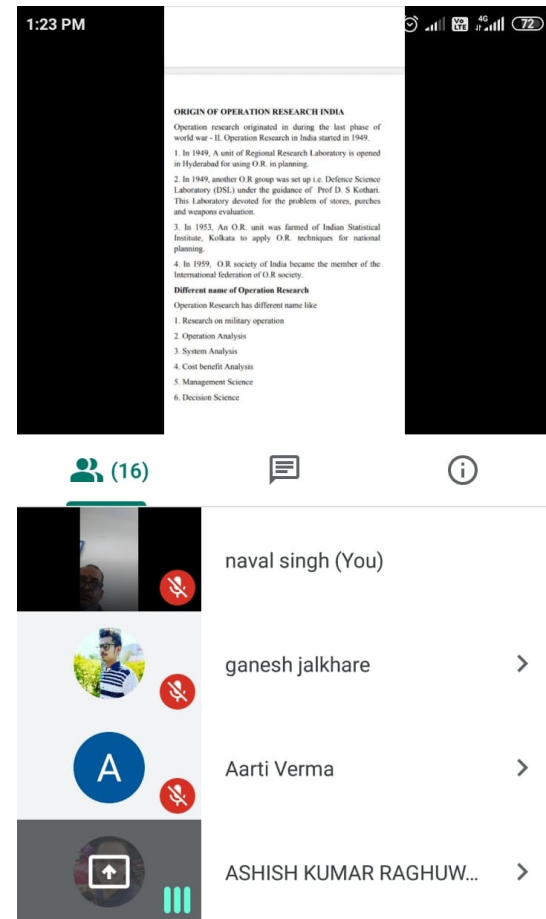 1:23 PM
Vo LTE
4G
72
ORIGIN OF OPERATION RESEARCH INDIA
Operation research originated in during the last phase of
world war - II. Operation Research in India started in 1949.
1. In 1949, A unit of Regional Research Laboratory is opened
in Hyderabad for using O.R. in planning.
2. In 1949, another O.R group was set up i.e. Defence Science
Laboratory (DSL) under the guidance of Prof D. S Kothari.
This Laboratory devoted for the problem of stores, purches
and weapons evaluation.
3. In 1953, An O.R. unit was farmed of Indian Statistical
Institute, Kolkata to apply O.R. techniques for national
planning.
4. In 1959, O.R society of India became the member of the
International federation of O.R society.
Different name of Operation Research
Operation Research has different name like
1. Research on military operation
2. Operation Analysis
3. System Analysis
4. Cost benefit Analysis
5. Management Science
6. Decision Science
(16)
naval singh (You)
ganesh jalkhare
A
Aarti Verma
ASHISH KUMAR RAGHUW...